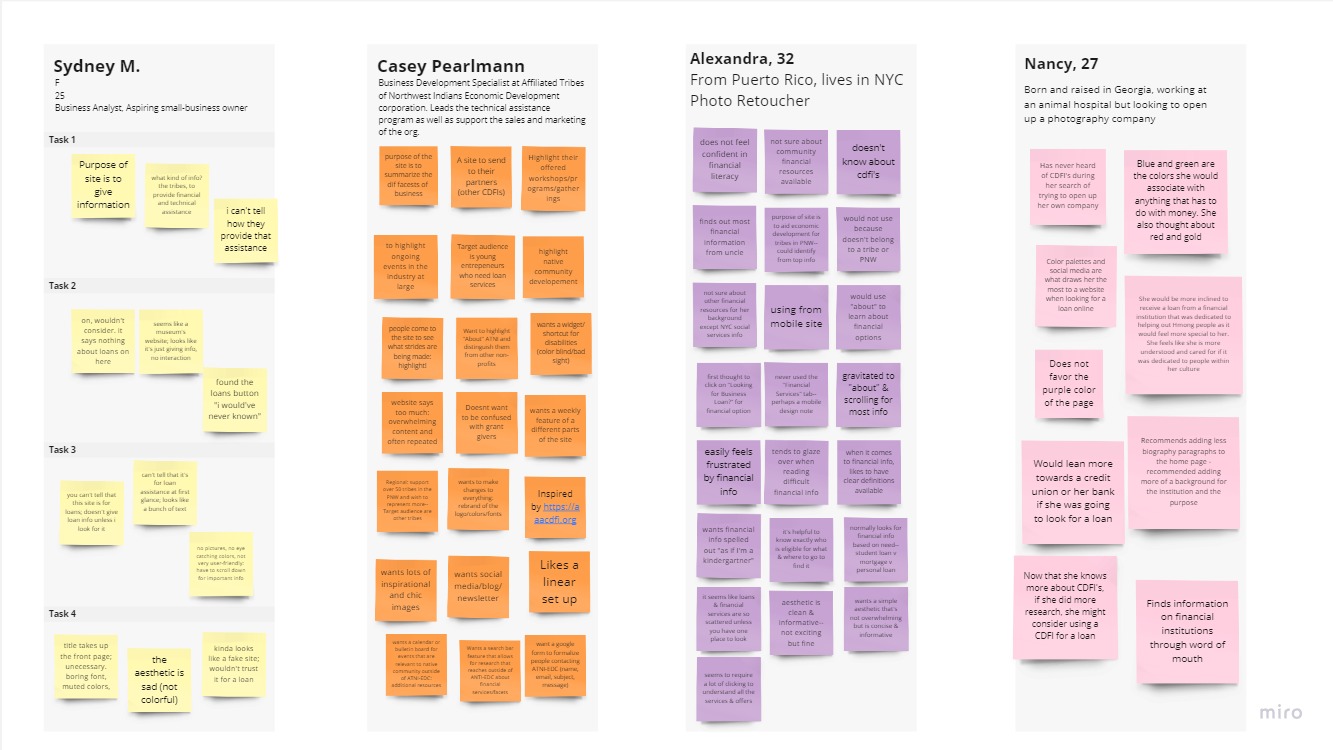 Sydney M.
F
25
Business Analyst, Aspiring small-business owner
Task 1
Purpose of
site is to
give
information
what kind of info?
the tribes, to
provide financial
and technical
assistance
i can't tell
how they
provide that
assistance
Task 2
on, wouldn't
consider. it
says nothing
about loans on
here
seems like a
museum's
website; looks like
it's just giving info,
no interaction
found the
loans button
"i would've
never known"
Task 3
you can't tell that
this site is for
loans; doesn't give
loan info unless i
look for it
can't tell that it's
for loan
assistance at first
glance; looks like
a bunch of text
no pictures, no eye
catching colors, not
very user-friendly:
have to scroll down
for important info
Task 4
title takes up
the front page;
unecessary.
boring font,
muted colors,
the
aesthetic is
sad (not
colorful)
kinda looks
like a fake site;
wouldn't trust
it for a loan
Casey Pearlmann
Business Development Specialist at Affiliated Tribes
of Northwest Indians Economic Development
corporation. Leads the technical assistance
program as well as support the sales and marketing
of the org.
purpose of the
site is to
summarize the
dif facests of
business
A site to send
to their
partners
(other CDFIs)
Highlight their
offered
workshops/pr
ograms/gather
ings
to highlight
ongoing
events in the
industry at
large
Target audience
is young
entrepeneurs
who need loan
services
highlight
native
community
developement
people come to
the site to see
what strides are
being made:
highlight!
Want to highlight
"About" ATNI and
distinguish them
from other non-
profits
wants a widget/
shortcut for
disabilities
(color blind/bad
sight)
website says
too much:
overwhelming
content and
often repeated
Doesnt want
to be confused
with grant
givers
wants a weekly
feature of a
different parts
of the site
Regional support
over 50 tribes in the
PNW and wish to
represent more--
Target audience are
other tribes
wants to make
changes to
everything;
rebrand of the
logo/colors/fonts
Inspired
by https://a
aacdfi.org
wants lots of
inspirational
and chic
images
wants social
media/blog/
newsletter
Likes a
linear
set up
wants a calendar or
bulletin board for
events that are
relevant to native
community outside
of ATNI-EDC:
additional resources
Wants a search bar
feature that allows
for research that
reaches outside of
ANTI-EDC about
financial
services/facets
want a google
form to formalize
people contacting
ATNI-EDC (name,
email, subject,
message)
Alexandra, 32
From Puerto Rico, lives in NYC
Photo Retoucher
does not feel
confident in
financial
literacy
not sure about
community
financial
resources
available
doesn't
know about
cdfi's
finds out most
financial
information
from uncle
purpose of site is
to aid economic
development for
tribes in PNW--
could identify
from top info
would not use
because
doesn't belong
to a tribe or
PNW
not sure about
other financial
resources for her
background
except NYC social
services info
using from
mobile site
would use
"about" to
learn about
financial
options
first thought to
click on "Looking
for Business
Loan?" for
financial option
never used the
"Financial
Services" tab--
perhaps a mobile
design note
gravitated to
"about" &
scrolling for
most info
easily feels
frustrated
by financial
info
tends to glaze
over when
reading
difficult
financial info
when it comes
to financial info,
likes to have
clear definitions
available
wants financial
info spelled
out "as if I'm a
kindergartner"
it's helpful to
know exactly who
is eligible for what
& where to go to
find it
normally looks for
financial info
based on need--
student loan v
mortgage v
personal loan
it seems like loans
& financial
services are so
scattered unless
you have one
place to look
aesthetic is
clean &
informative--
not exciting
but fine
wants a simple
aesthetic that's
not overwhelming
but is concise &
informative
seems to require
a lot of clicking to
understand all the
services & offers
Nancy, 27
Born and raised in Georgia, working at
an animal hospital but looking to open
up a photography company
Has never heard
of CDFI's during
her search of
trying to open up
her own company
Blue and green are
the colors she would
associate with
anything that has to
do with money. She
also thought about
red and gold
Color palettes and
social media are
what draws her the
most to a website
when looking for a
loan online
She would be more inclined to
receive a loan from a financial
institution that was dedicated to
helping out Hmong people as it
would feel more special to her.
She feels like she is more
understood and cared for if it
was dedicated to people within
her culture
Does not
favor the
purple color
of the page
Would lean more
towards a credit
union or her bank
if she was going
to look for a loan
Recommends adding less
biography paragraphs to
the home page -
recommended adding
more of a background for
the institution and the
purpose
Now that she knows
more about CDFI's,
if she did more
research, she might
consider using a
CDFI for a loan
Finds information
on financial
institutions
through word of
mouth
miro